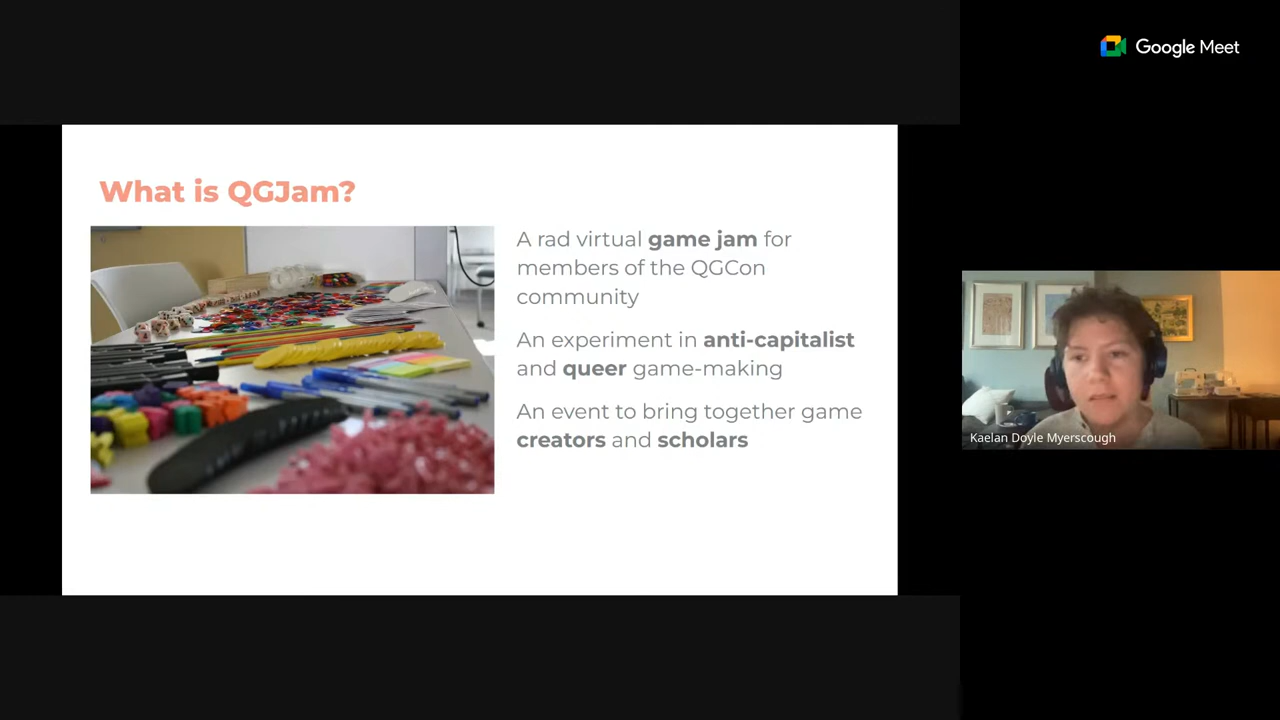 Google Meet
What is QGJam?
A rad virtual game jam for
members of the QGCon
community
An experiment in anti-capitalist
and queer game-making
An event to bring together game
creators and scholars
Kaelan Doyle Myerscough